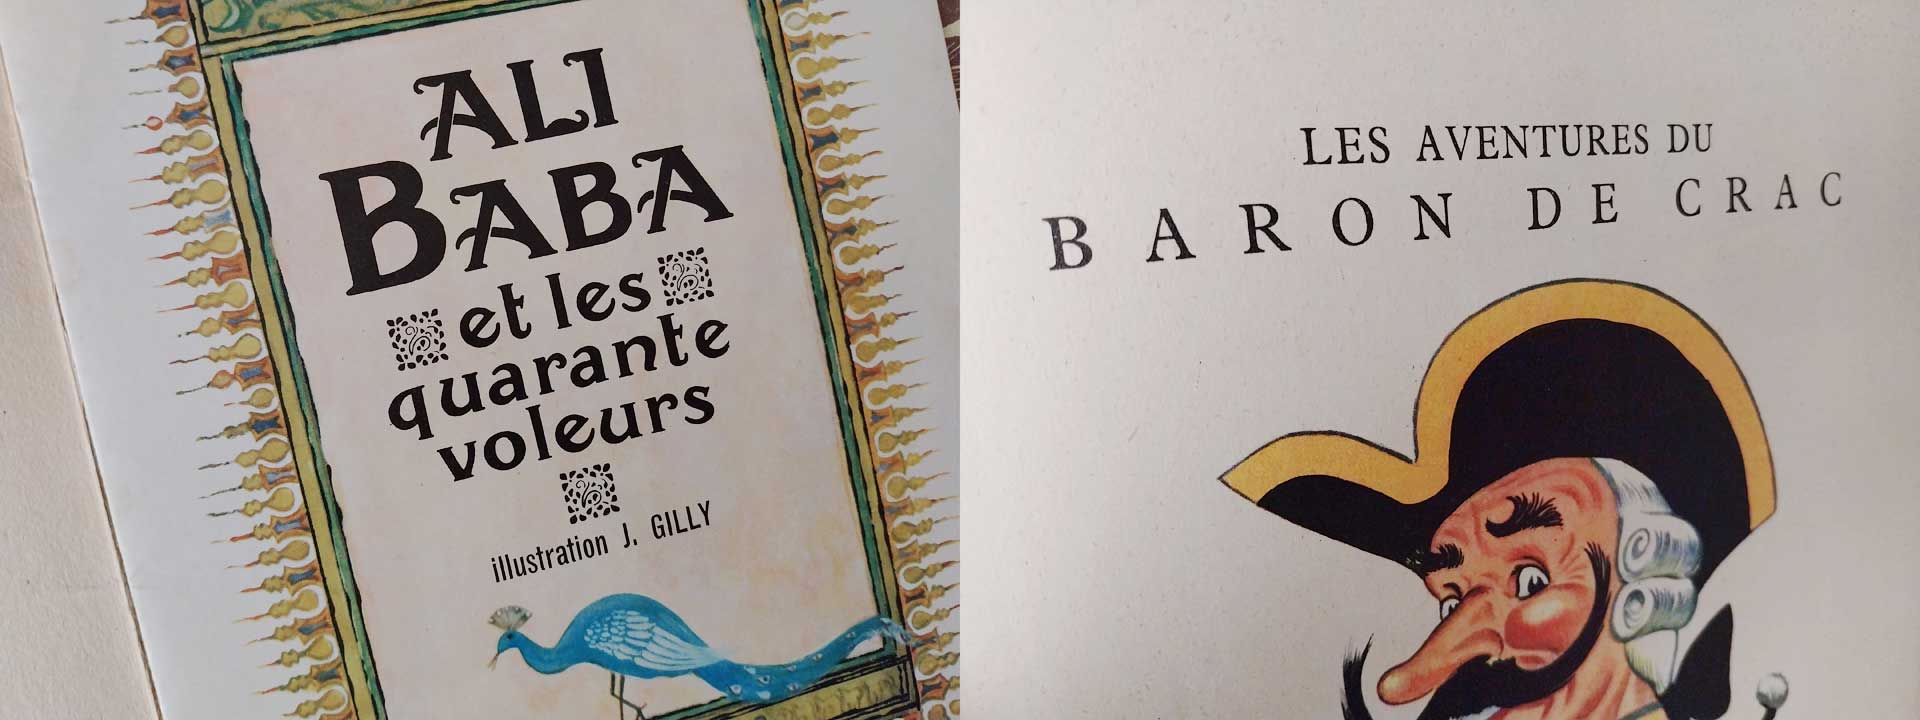 ALI
BABA
et les
quarante
voleurs
illustration J. GILLY
LES AVENTURES DU
BARON DE CRAC